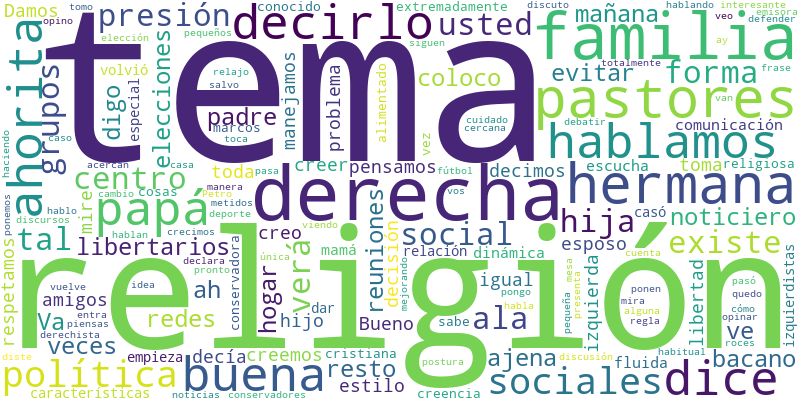 Damos
tomo
opino
elección
pequeños
presión
conocido
decirlo
extremadamente
usted
discuto
veo
mañana
hablando
ay
interesante
emisora
defender
tema
familia
ahorita
grupos
volvió
digo
especial
elecciones
relajo
salvo
padre
marcos
toca
manejamos
problema
alimentado
cuidado
cercana
coloco
vez
siguen
evitar
forma
totalmente
frase
van
pastores
debatir
comunicación
hablamos
haciendo
caso
acercan
casa
centro
cambio
cosas
toda
manera
Petro
metidos
deporte
pasa
creer
pensamos
fútbol
decimos
vos
escucha
toma
religiosa
hermana
derecha
papá
mire
ponemos
hablo
discursos
hablan
crecimos
viendo
tal
libertarios
creo
verá
mamá
reuniones
decisión
mejorando
social
relación
dinámica
hija
casó
esposo
noticiero
existe
respetamos
religión
declara
pronto
única
conservadora
hogar
pongo
igual
izquierda
pequeña
mesa
presenta
ponen
mira
alguna
regla
libertad
cuenta
pasó
quedo
cómo
opinar
roces
izquierdistas
Va
amigos
ah
redes
vuelve
entra
piensas
derechista
idea
veces
empieza
decía
hijo
dar
Bueno
sabe
habla
ala
ve
diste
política
características
buena
creemos
cristiana
resto
estilo
creencia
postura
ajena
discusión
fluida
habitual
bacano
sociales
dice
noticias
conservadores